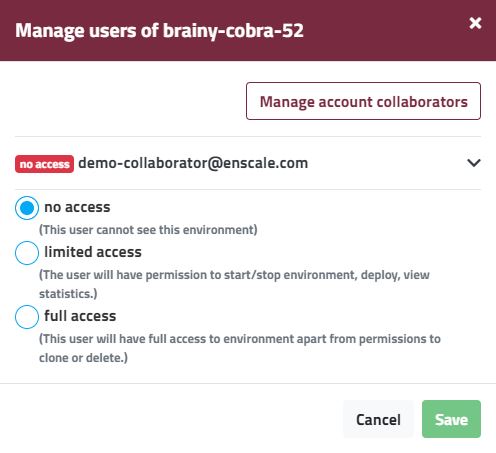 Manage users of brainy-cobra-52
Manage account collaborators
no access demo-collaborator@enscale.com
no access
(This user cannot see this environment)
limited access
(The user will have permission to start/stop environment, deploy, view
statistics.)
full access
(This user will have full access to environment apart from permissions to
clone or delete.)
Cancel Save